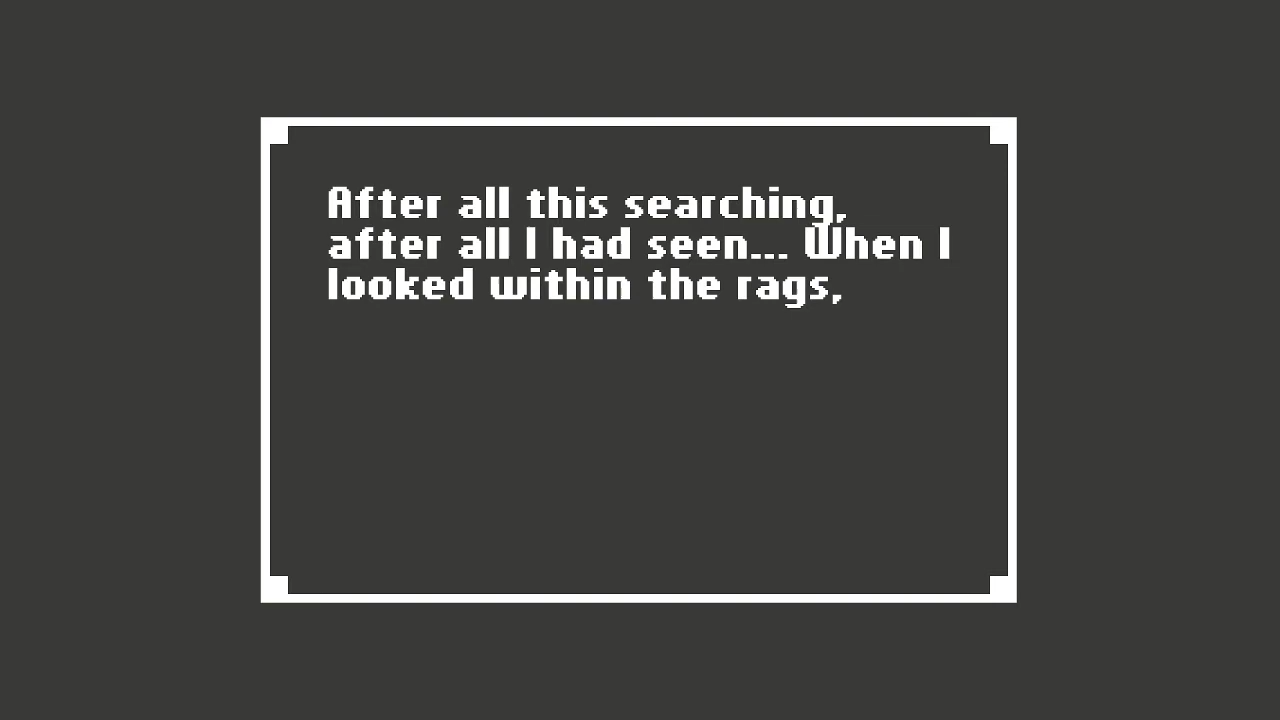 After all this searching,
after all I had seen... When I
looked within the rags,